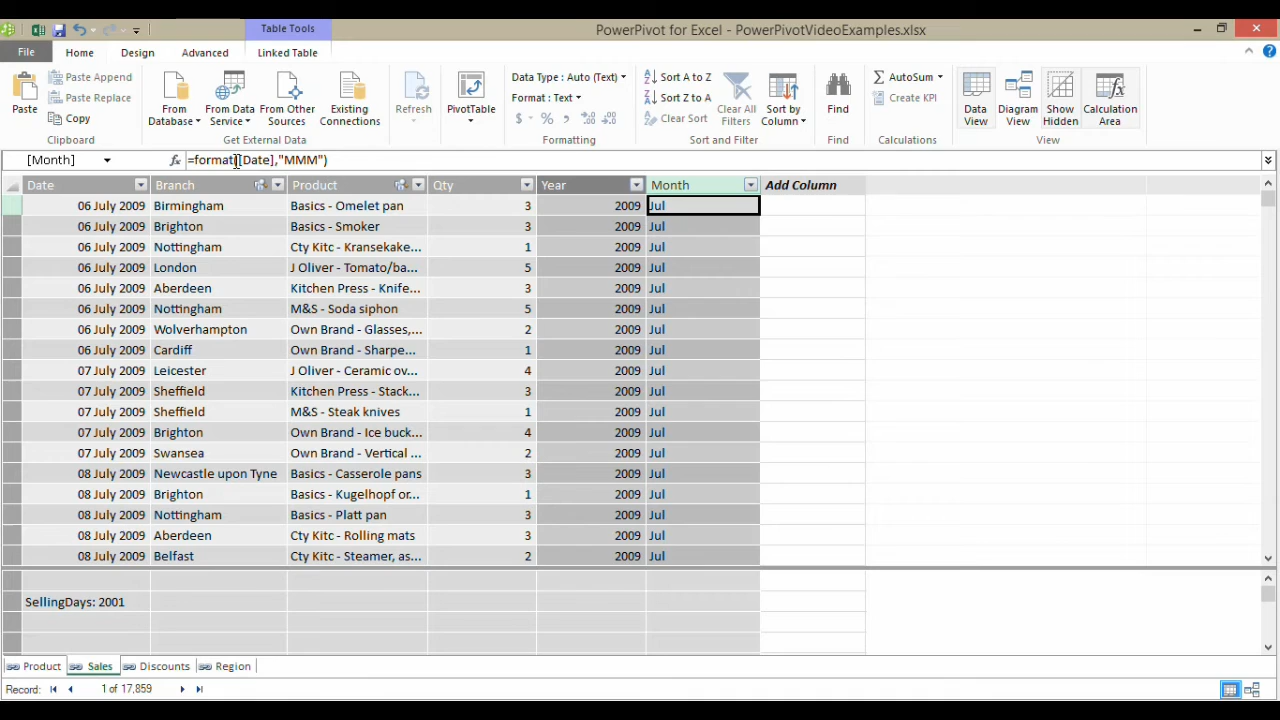 Table Tools
PowerPivot for Excel - PowerPivotVideoExamples.xlsx
File Home Design Advanced Linked Table
Paste
Paste Append
Paste Replace
Copy
Clipboard
From Database
From Data Service
From Other Sources
Existing Connections
Get External Data
Refresh
PivotTable
Data Type : Auto (Text)
Format : Text
$ % ,
Formatting
Sort A to Z
Sort Z to A
Clear Sort
Clear All Filters
Sort by Column
Sort and Filter
Find
Find
AutoSum
Create KPI
Calculations
Data View
Diagram View
Show Hidden
Calculation Area
View
[Month] fx =format([Date],"MMM")
Date Branch Product Qty Year Month Add Column
06 July 2009 Birmingham Basics - Omelet pan 3 2009 Jul
06 July 2009 Brighton Basics - Smoker 3 2009 Jul
06 July 2009 Nottingham Cty Kitc - Kransekake... 1 2009 Jul
06 July 2009 London J Oliver - Tomato/ba... 5 2009 Jul
06 July 2009 Aberdeen Kitchen Press - Knife... 3 2009 Jul
06 July 2009 Nottingham M&S - Soda siphon 5 2009 Jul
06 July 2009 Wolverhampton Own Brand - Glasses,... 2 2009 Jul
06 July 2009 Cardiff Own Brand - Sharpe... 1 2009 Jul
07 July 2009 Leicester J Oliver - Ceramic ov... 4 2009 Jul
07 July 2009 Sheffield Kitchen Press - Stack... 3 2009 Jul
07 July 2009 Sheffield M&S - Steak knives 1 2009 Jul
07 July 2009 Brighton Own Brand - Ice buck... 4 2009 Jul
07 July 2009 Swansea Own Brand - Vertical ... 2 2009 Jul
08 July 2009 Newcastle upon Tyne Basics - Casserole pans 3 2009 Jul
08 July 2009 Brighton Basics - Kugelhopf or... 1 2009 Jul
08 July 2009 Nottingham Basics - Platt pan 3 2009 Jul
08 July 2009 Aberdeen Cty Kitc - Rolling mats 3 2009 Jul
08 July 2009 Belfast Cty Kitc - Steamer, as... 2 2009 Jul
SellingDays: 2001
Product Sales Discounts Region
Record: 1 of 17,859